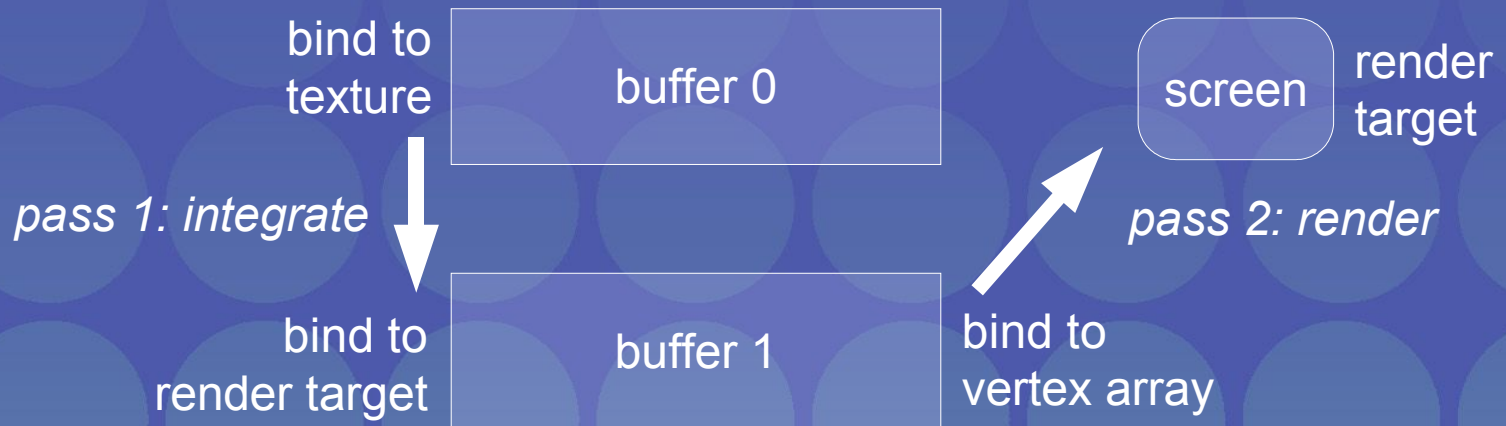 bind to
texture
buffer 0
screen
render
target
pass 1: integrate
pass 2: render
bind to
render target
buffer 1
bind to
vertex array